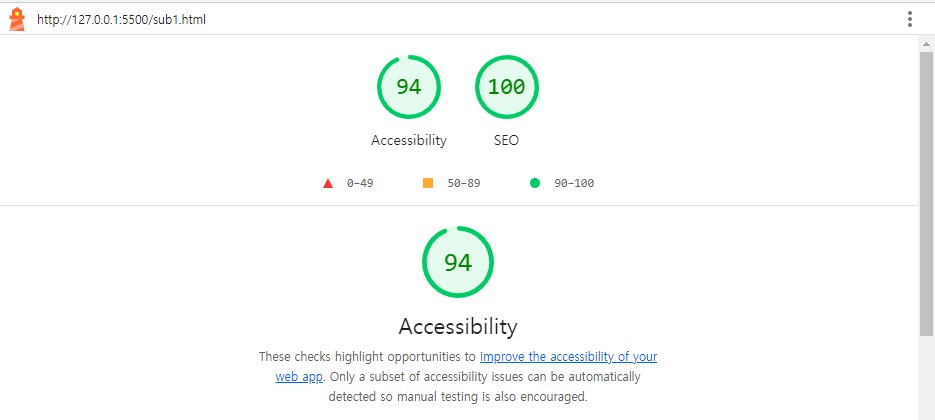 http://127.0.0.1:5500/sub1.html
94 100
Accessibility SEO
0–49 50–89 90–100
94
Accessibility
These checks highlight opportunities to improve the accessibility of your
web app. Only a subset of accessibility issues can be automatically
detected so manual testing is also encouraged.